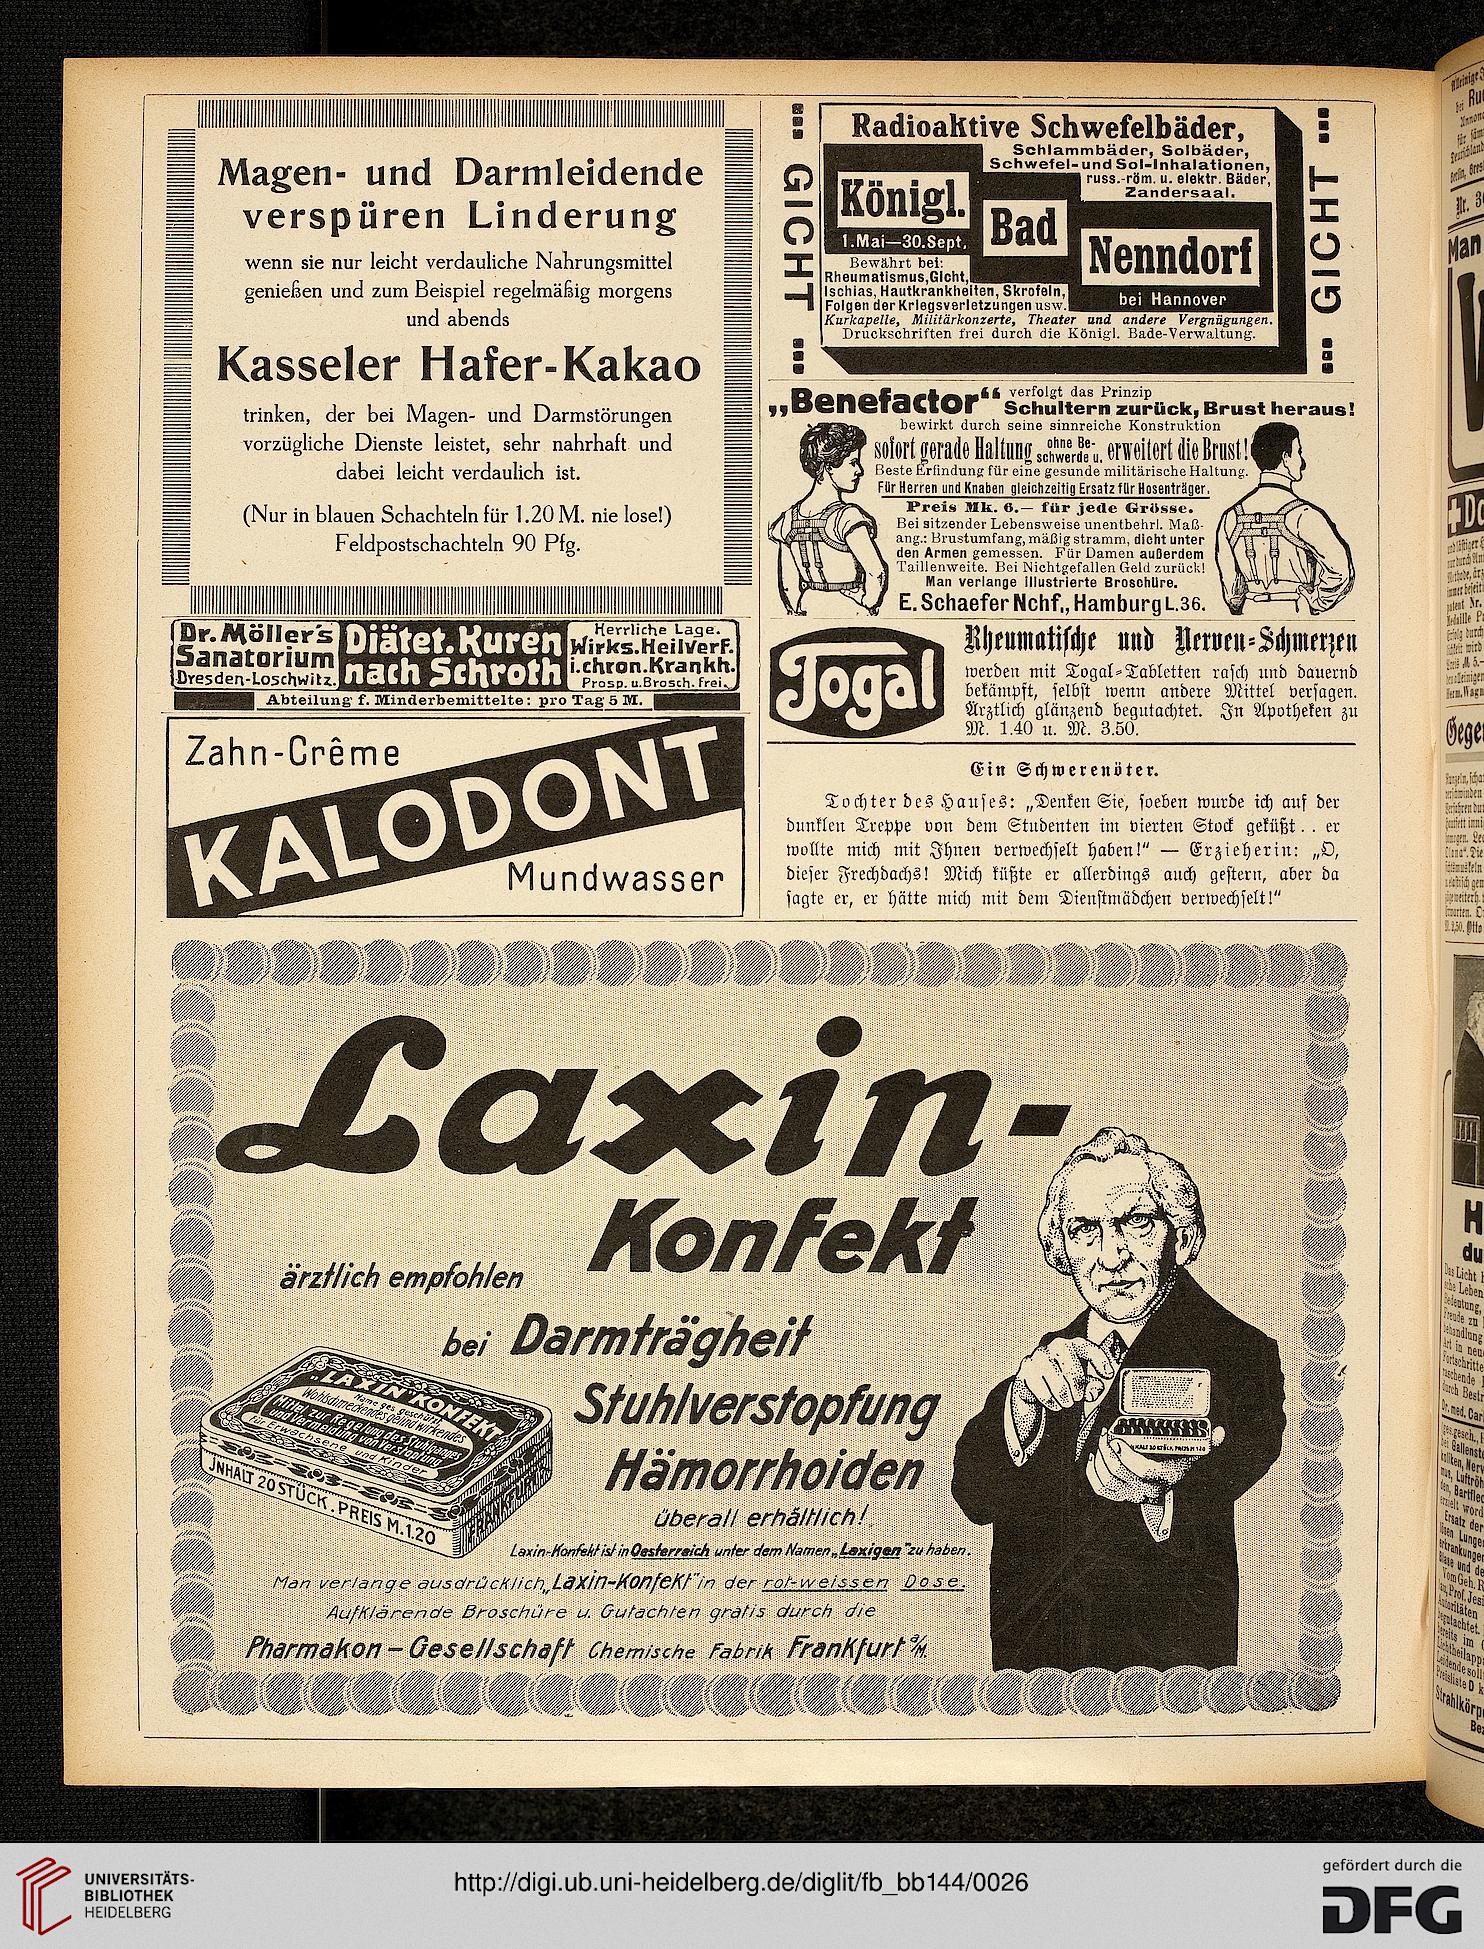 Magen- und Darmleidende
verspüren Linderung
wenn sie nur leicht verdauliche Nahrungsmittel
genießen und zum Beispiel regelmäßig morgens
und abends
Kasseler Hafer-Kakao
trinken, der bei Magen- und Darmstörungen
vorzügliche Dienste leistet, sehr nahrhaft und
dabei leicht verdaulich ist.
(Nur in blauen Schachteln für 1.20 M. nie lose!)
Feldpostschachteln 90 Pfg.
Dr. Möller's
Sanatorium
Dresden-Loschwitz.
Diätet. Kuren
nach Schroth
Herrliche Lage.
Wirks. Heilverf.
i. chron. Krankh.
Prosp. u. Brosch. frei.
Abteilung f. Minderbemittelte: pro Tag 5 M.
Zahn-Crême
KALODONT
Mundwasser
GICHT
Radioaktive Schwefelbäder,
Schlammbäder, Solbäder,
Schwefel- und Sol-Inhalationen,
russ.-röm. u. elektr. Bäder,
Zandersaal.
Königl.
Bad
Nenndorf
1. Mai—30. Sept.
bei Hannover
Bewährt bei:
Rheumatismus, Gicht,
Ischias, Hautkrankheiten, Skrofeln,
Folgen der Kriegsverletzungen usw.
Kurkapelle, Militärkonzerte, Theater und andere Vergnügungen.
Druckschriften frei durch die Königl. Bade-Verwaltung.
GICHT
„Benefactor“ verfolgt das Prinzip
Schultern zurück, Brust heraus!
bewirkt durch seine sinnreiche Konstruktion
sofort gerade Haltung ohne Be-schwerde u. erweitert die Brust!
Beste Erfindung für eine gesunde militärische Haltung.
Für Herren und Knaben gleichzeitig Ersatz für Hosenträger.
Preis Mk. 6.— für jede Grösse.
Bei sitzender Lebensweise unentbehrl. Maß-
ang.: Brustumfang, mäßig stramm, dicht unter
den Armen gemessen. Für Damen außerdem
Taillenweite. Bei Nichtgefallen Geld zurück!
Man verlange illustrierte Broschüre.
E. Schaefer Nchf., Hamburg L. 36.
Togal
Rheumatische und Nerven-Schmerzen
werden mit Togal-Tabletten rasch und dauernd
bekämpft, selbst wenn andere Mittel versagen.
Ärztlich glänzend begutachtet. In Apotheken zu
M. 1.40 u. M. 3.50.
Ein Schwerenöter.
Tochter des Hauses: „Denken Sie, soeben wurde ich auf der
dunklen Treppe von dem Studenten im vierten Stock geküßt . . er
wollte mich mit Ihnen verwechselt haben!“ — Erzieherin: „O,
dieser Frechdachs! Mich küßte er allerdings auch gestern, aber da
sagte er, er hätte mich mit dem Dienstmädchen verwechselt!“
Laxin-
Konfekt
ärztlich empfohlen
bei Darmträgheit
Stuhlverstopfung
Hämorrhoiden
überall erhältlich!
„LAXIN“KONFEKT
Name ges. geschützt
Wohlschmeckendes gelind wirkendes
Mittel zur Regelung des Stuhlganges
und Vermeidung von Verstopfung
für Erwachsene und Kinder
JNHALT 20 STÜCK. PREIS M. 1.20
FRANKFURT
Laxin-Konfekt ist in Oesterreich unter dem Namen „Laxigen“ zu haben.
Man verlange ausdrücklich „Laxin-Konfekt“ in der rot-weissen Dose.
Aufklärende Broschüre u. Gutachten gratis durch die
Pharmakon-Gesellschaft Chemische Fabrik Frankfurt a/M.
UNIVERSITÄTS-
BIBLIOTHEK
HEIDELBERG
http://digi.ub.uni-heidelberg.de/diglit/fb_bb144/0026
gefördert durch die
DFG